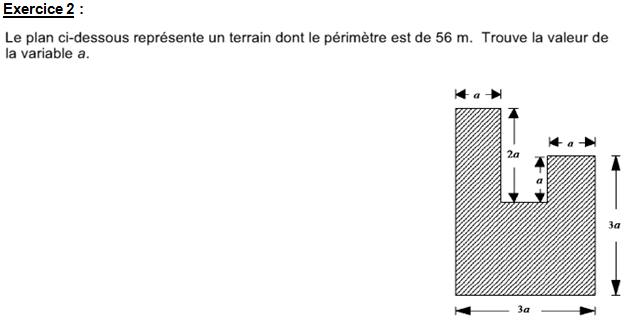 Exercice 2 :
Le plan ci-dessous représente un terrain dont le périmètre est de 56 m. Trouve la valeur de
la variable a.
a
a
2a
a
3a
3a